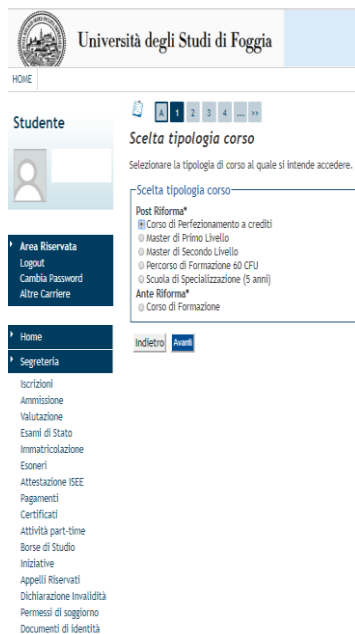 Università degli Studi di Foggia
HOME
Studente
A 1 2 3 4 ... >>
Scelta tipologia corso
Selezionare la tipologia di corso al quale si intende accedere.
Scelta tipologia corso
Post Riforma*
Corso di Perfezionamento a crediti
Master di Primo Livello
Master di Secondo Livello
Percorso di Formazione 60 CFU
Scuola di Specializzazione (5 anni)
Ante Riforma*
Corso di Formazione
Indietro Avanti
Area Riservata
Logout
Cambia Password
Altre Carriere
Home
Segreteria
Iscrizioni
Ammissione
Valutazione
Esami di Stato
Immatricolazione
Esoneri
Attestazione ISEE
Pagamenti
Certificati
Attività part-time
Borse di Studio
Iniziative
Appelli Riservati
Dichiarazione Invalidità
Permessi di soggiorno
Documenti di identità